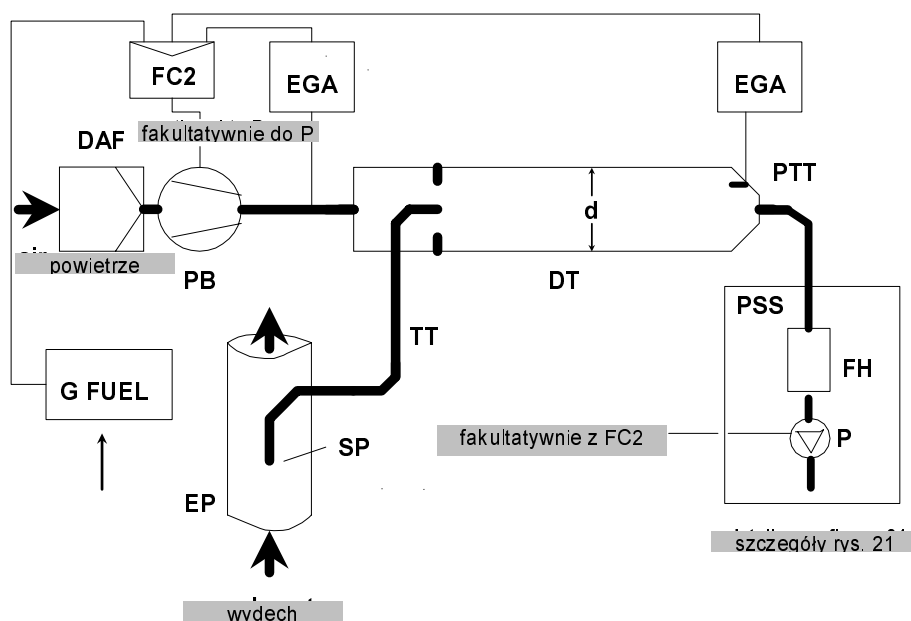 FC2
EGA
EGA
fakultatywnie do P
DAF
PTT
d
powietrze
PB
DT
PSS
TT
FH
G FUEL
fakultatywnie z FC2
P
SP
EP
szczegóły rys. 21
wydech